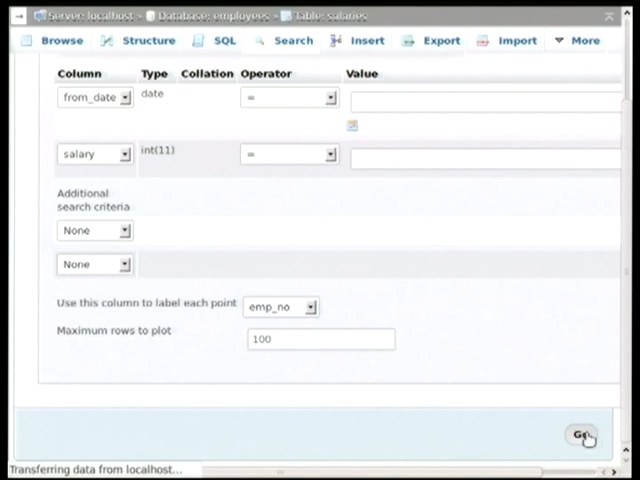 Server: localhost » Database: employees » Table: salaries
Browse Structure SQL Search Insert Export Import More
Column Type Collation Operator Value
from_date date =
salary int(11) =
Additional
search criteria
None
None
Use this column to label each point emp_no
Maximum rows to plot 100
Go
Transferring data from localhost...